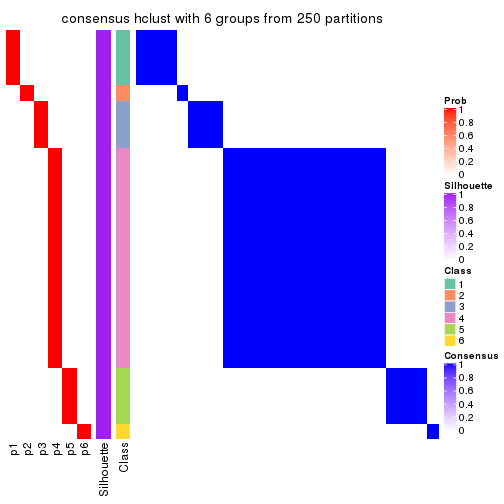 consensus hclust with 6 groups from 250 partitions
Prob
1
0.8
0.6
0.4
0.2
0
Silhouette
1
0.8
0.6
0.4
0.2
0
Class
1
2
3
4
5
6
Consensus
1
0.8
0.6
0.4
0.2
0
p1
p2
p3
p4
p5
p6
Silhouette
Class